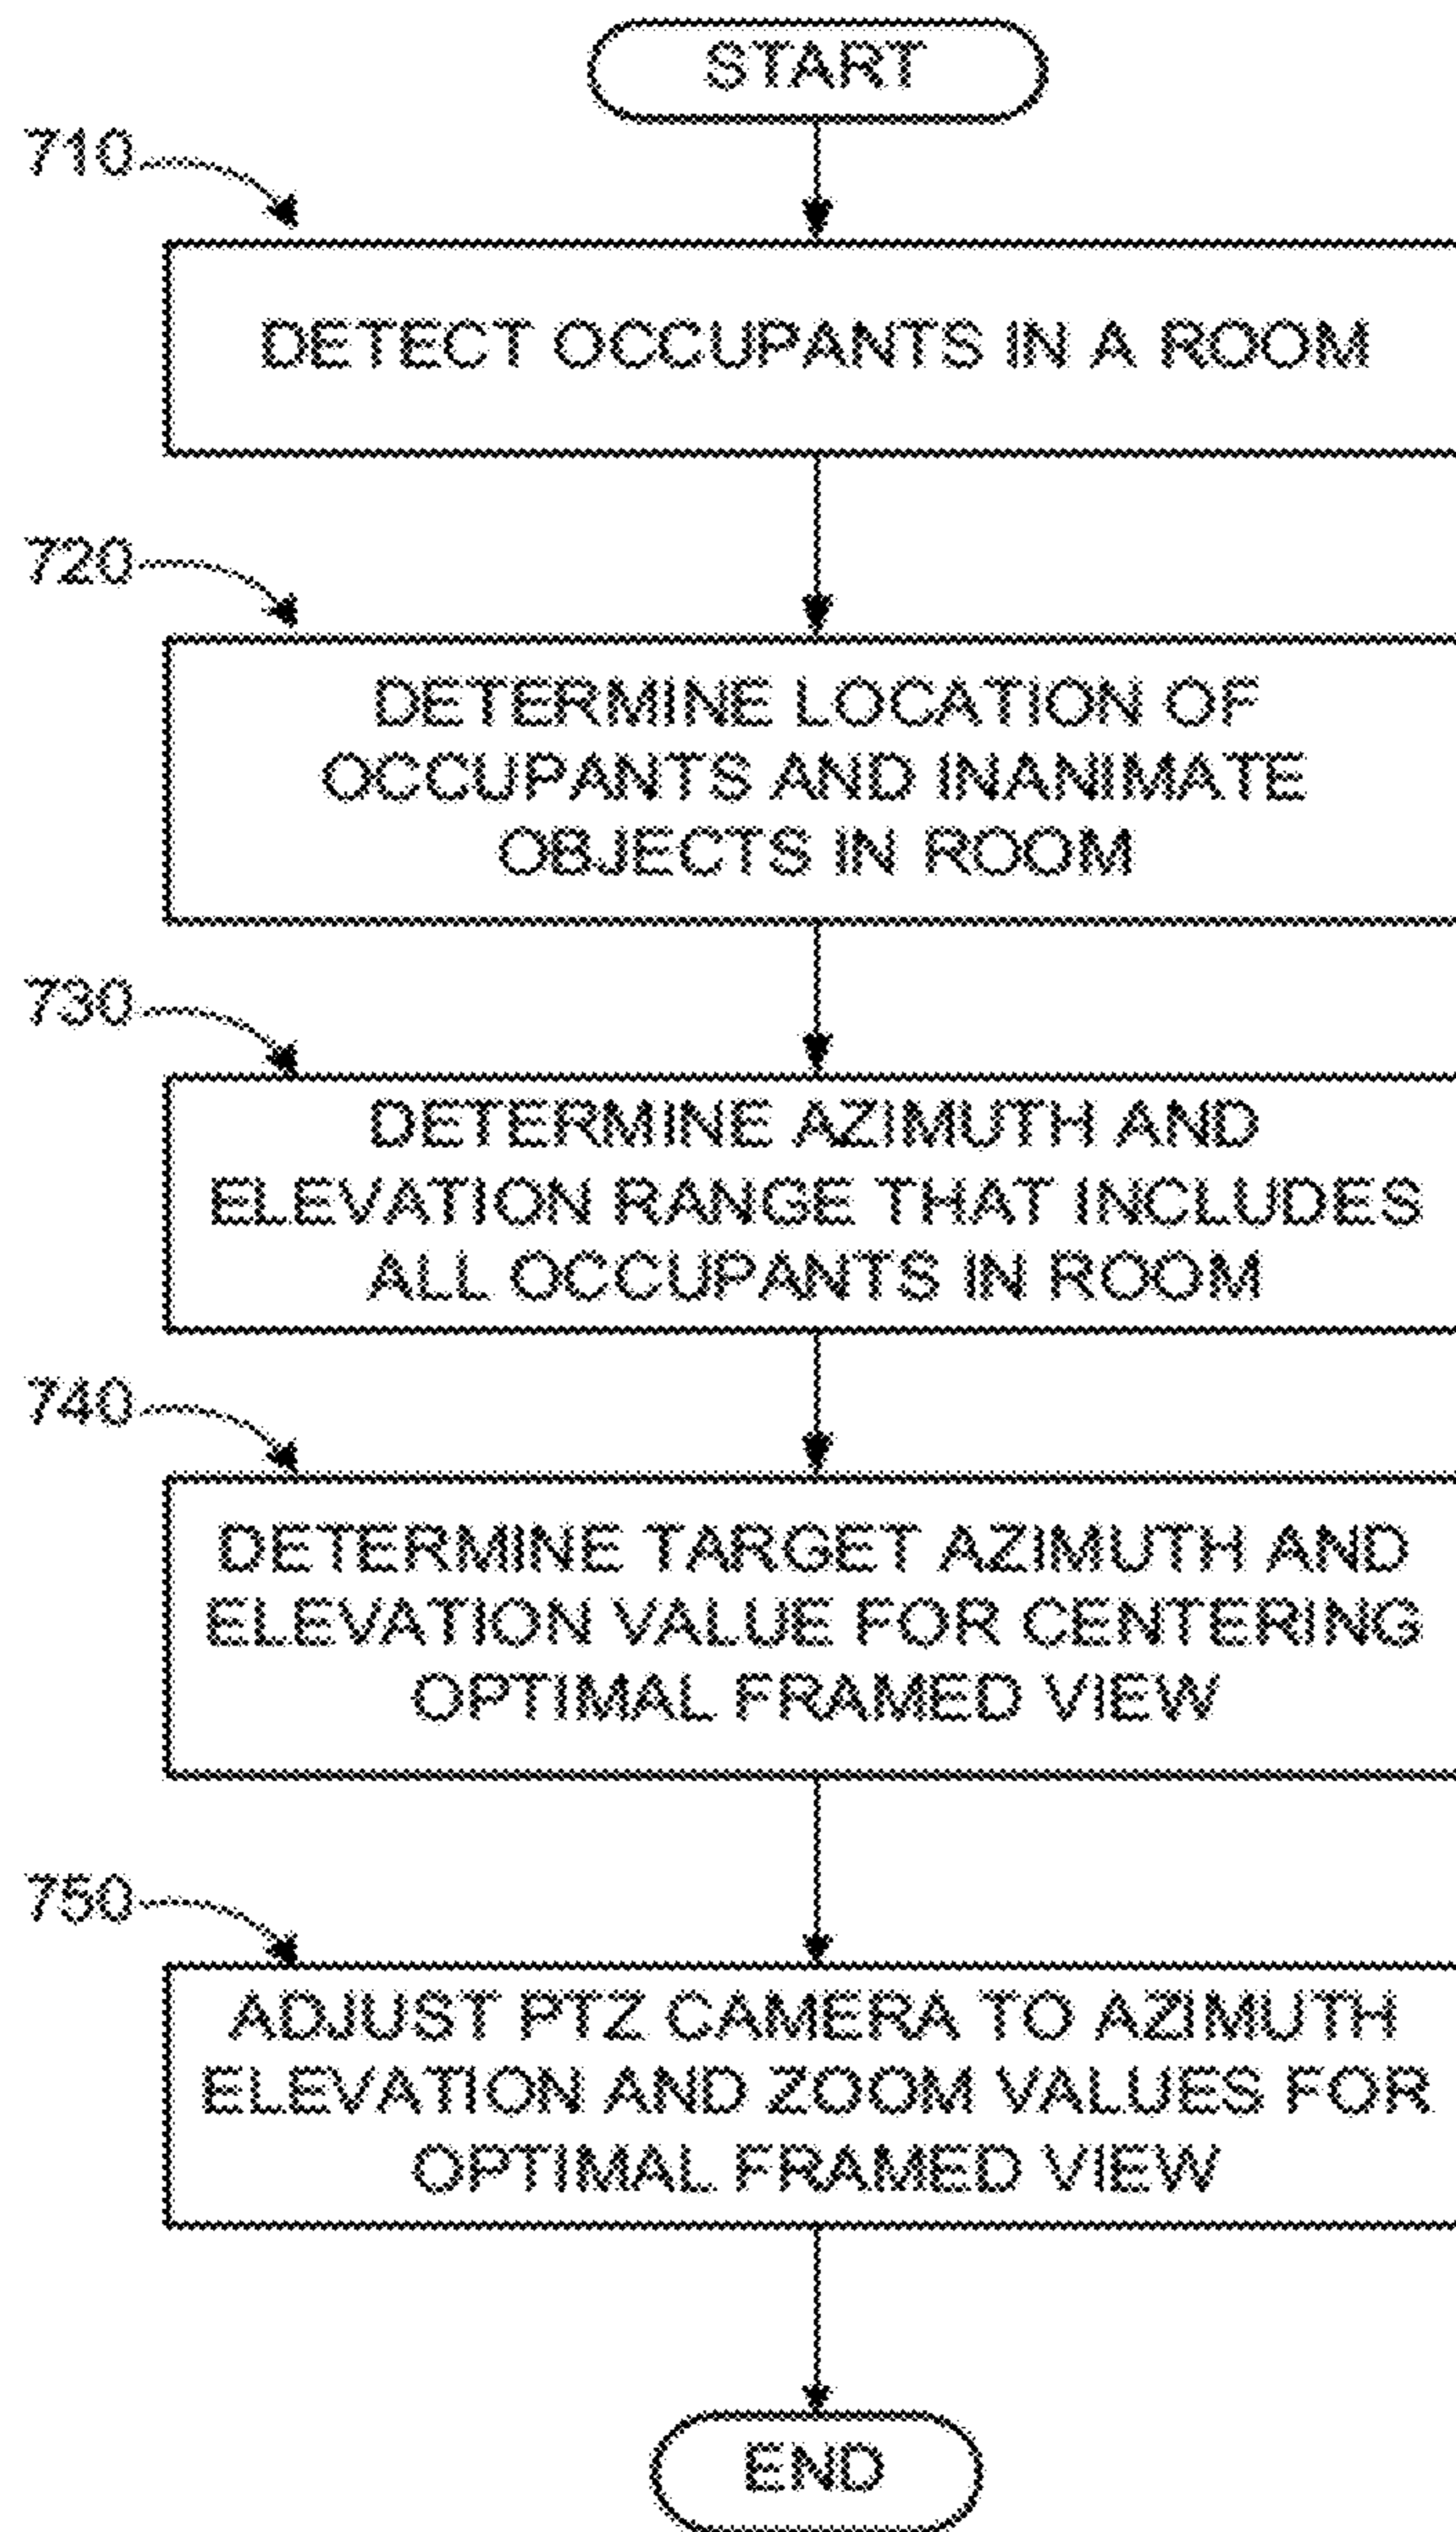 START
710
DETECT OCCUPANTS IN A ROOM
720
DETERMINE LOCATION OF
OCCUPANTS AND INANIMATE
OBJECTS IN ROOM
730
DETERMINE AZIMUTH AND
ELEVATION RANGE THAT INCLUDES
ALL OCCUPANTS IN ROOM
740
DETERMINE TARGET AZIMUTH AND
ELEVATION VALUE FOR CENTERING
OPTIMAL FRAMED VIEW
750
ADJUST PTZ CAMERA TO AZIMUTH
ELEVATION AND ZOOM VALUES FOR
OPTIMAL FRAMED VIEW
END